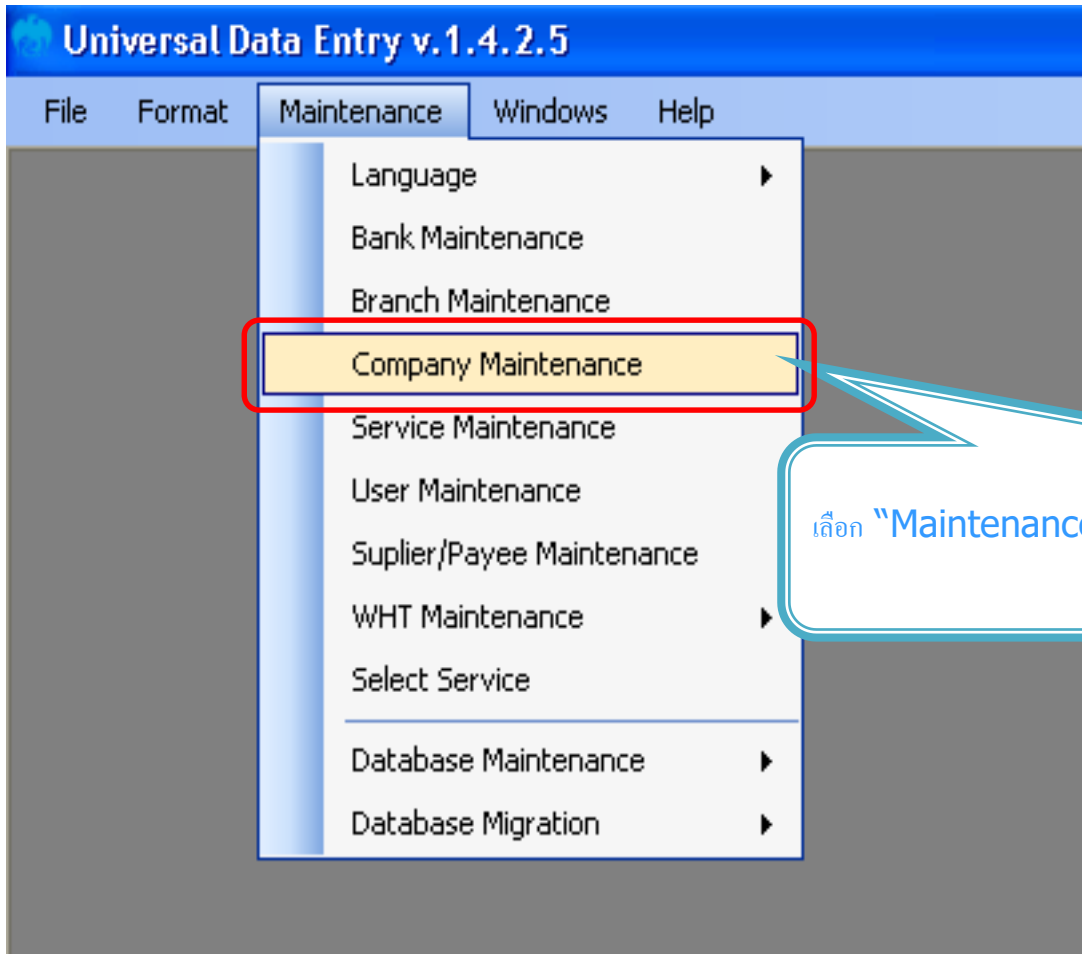 Universal Data Entry v.1.4.2.5
File Format Maintenance Windows Help
Language
Bank Maintenance
Branch Maintenance
Company Maintenance
Service Maintenance
User Maintenance
Suplier/Payee Maintenance
WHT Maintenance
Select Service
Database Maintenance
Database Migration
เลือก “Maintenance